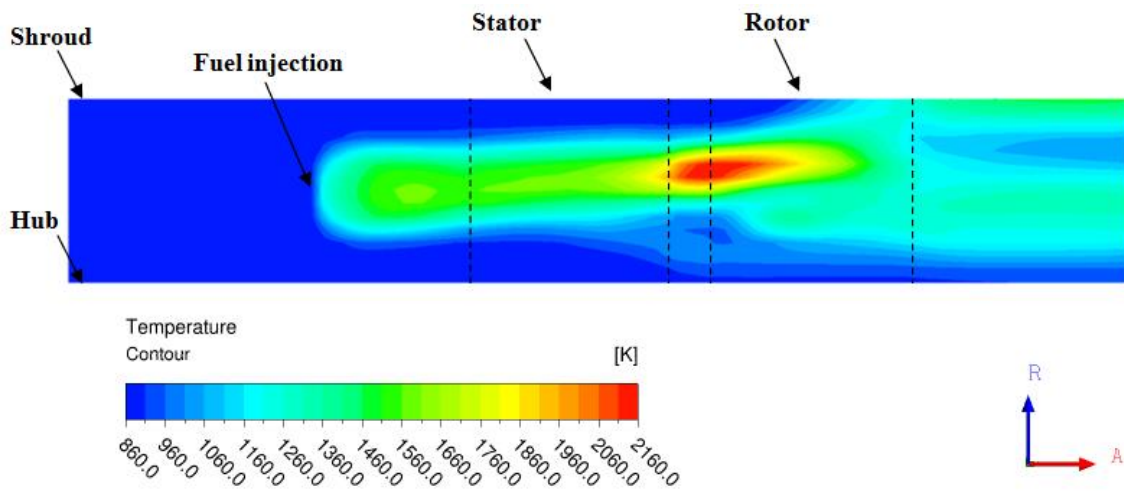 Stator
Rotor
Shroud
Fuel injection
Hub
Temperature
Contour
[K]
860.0
960.0
1060.0
1160.0
1260.0
1360.0
1460.0
1560.0
1660.0
1760.0
1860.0
1960.0
2060.0
2160.0
R
A